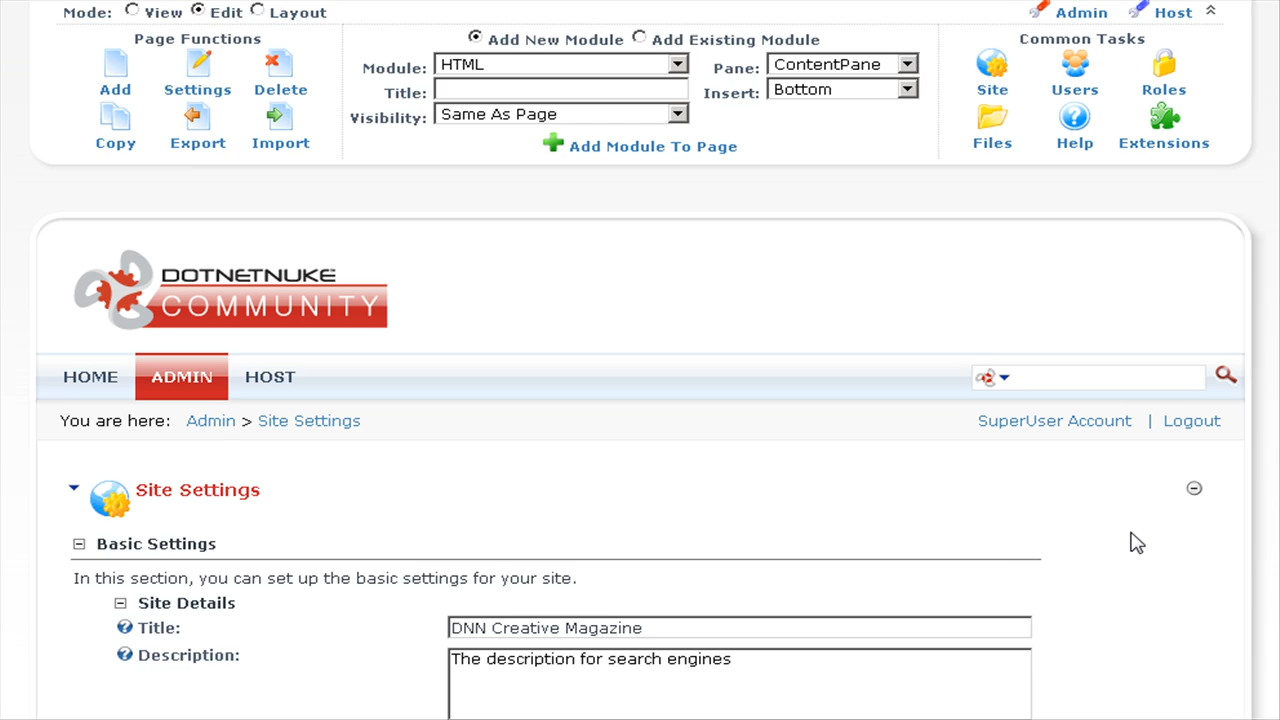 Mode: View Edit Layout Admin Host
Page Functions Add New Module Add Existing Module Common Tasks
Module: HTML Pane: ContentPane
Add Settings Delete Title: Insert: Bottom Site Users Roles
Visibility: Same As Page
Copy Export Import Add Module To Page Files Help Extensions
DOTNETNUKE
COMMUNITY
HOME ADMIN HOST
You are here: Admin > Site Settings SuperUser Account | Logout
Site Settings
Basic Settings
In this section, you can set up the basic settings for your site.
Site Details
Title: DNN Creative Magazine
Description: The description for search engines